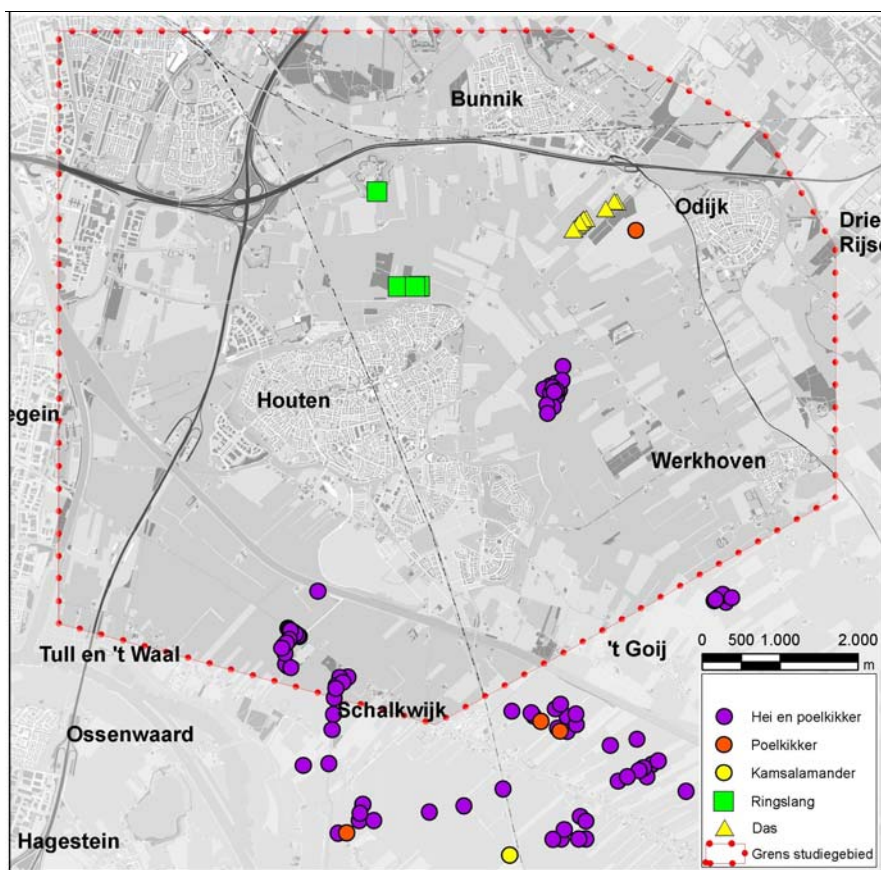 Bunnik
Odijk
Drie
Rijse
Houten
egein
Werkhoven
Tull en 't Waal
't Goij
0 500 1.000 2.000
m
Schalkwijk
Ossenwaard
Hagestein
Hei en poelkikker
Poelkikker
Kamsalamander
Ringslang
Das
Grens studiegebied